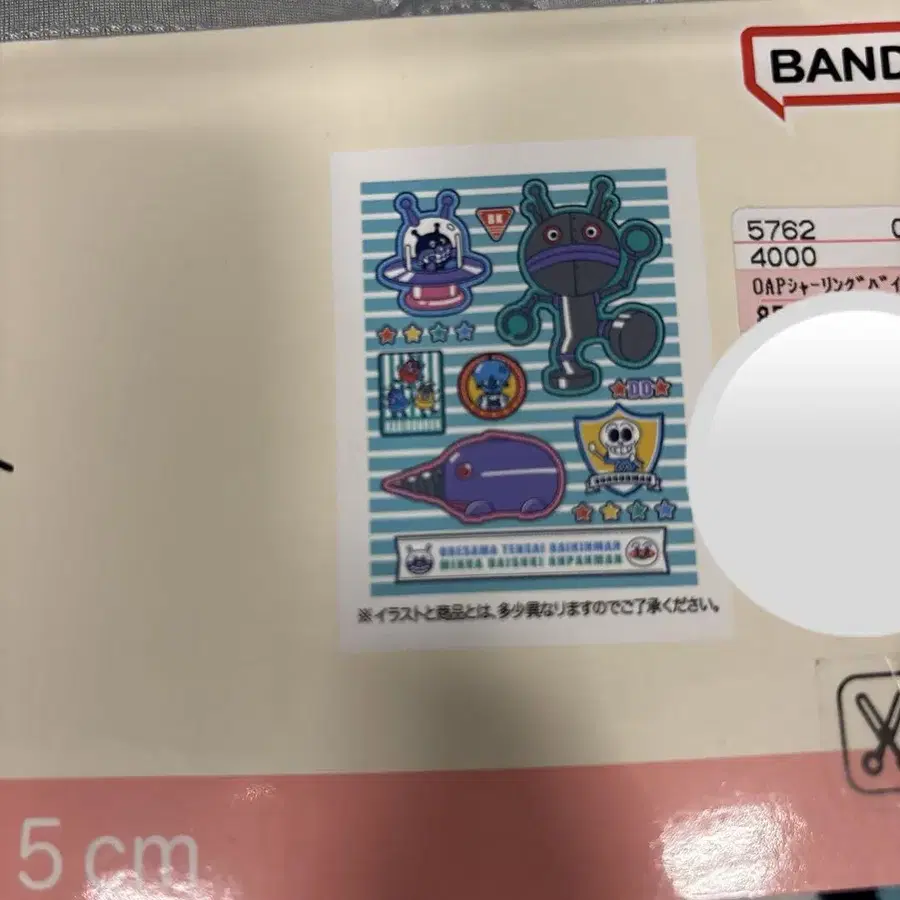 BAND
5762
4000
OAPシャーリングバイ
BK
DD
ORESAMA TENSAI BAIKINMAN
MINNA DAISUKI ANPANMAN
※イラストと商品とは、多少異なりますのでご了承ください。
5 cm